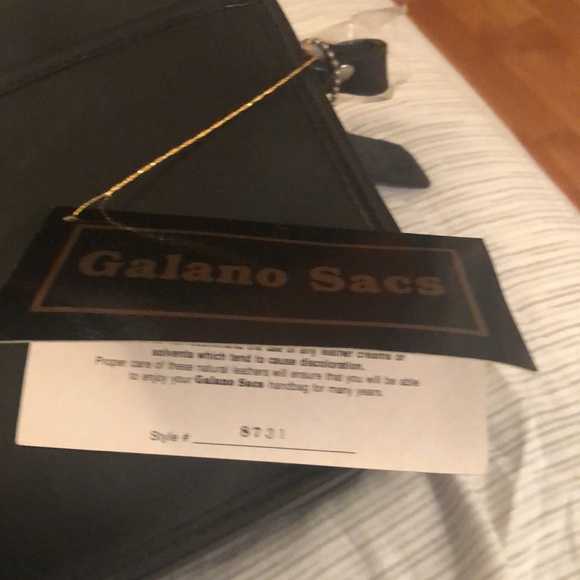 Galano Sacs
the use of any leather creams or
solvents which tend to cause discoloration.
Proper care of these natural leathers will ensure that you will be able
to enjoy your Galano Sacs handbag for many years.
Style # 8731